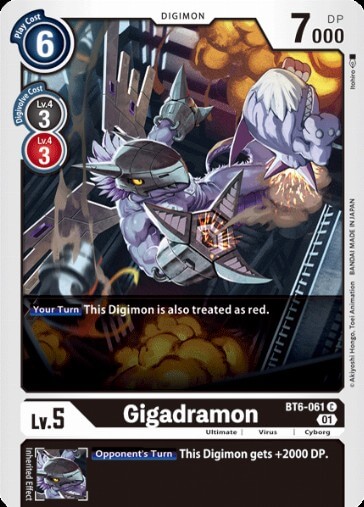 DIGIMON
Play Cost
6
7000
DP
Digivolve Cost
Lv.4
3
Lv.4
3
Itohiro
Your Turn This Digimon is also treated as red.
© Akiyoshi Hongo, Toei Animation BANDAI MADE IN JAPAN
Lv.5
Gigadramon
BT6-061 C
01
Ultimate | Virus | Cyborg
Inherited Effect
Opponent's Turn This Digimon gets +2000 DP.